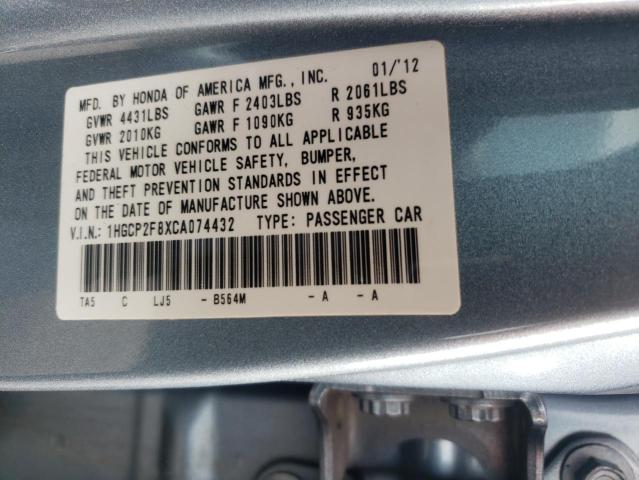 MFD. BY HONDA OF AMERICA MFG., INC. 01/'12
GVWR 4431LBS GAWR F 2403LBS R 2061LBS
GVWR 2010KG GAWR F 1090KG R 935KG
THIS VEHICLE CONFORMS TO ALL APPLICABLE
FEDERAL MOTOR VEHICLE SAFETY, BUMPER,
AND THEFT PREVENTION STANDARDS IN EFFECT
ON THE DATE OF MANUFACTURE SHOWN ABOVE.
V.I.N.: 1HGCP2F8XCA074432 TYPE: PASSENGER CAR
TA5 C LJ5 - B564M - A - A